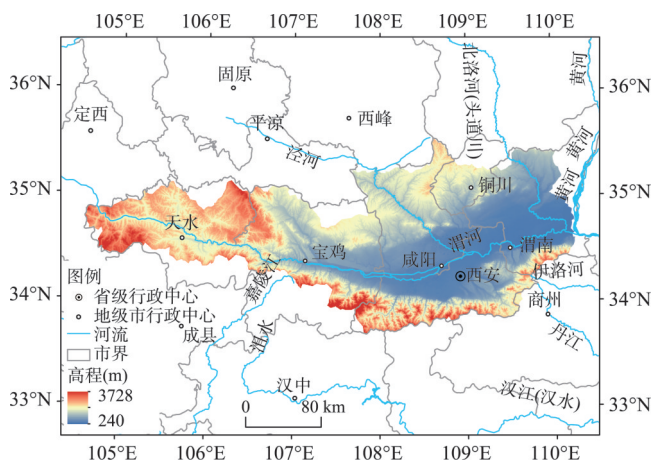 105°E 106°E 107°E 108°E 109°E 110°E
36°N 36°N
35°N 35°N
34°N 34°N
33°N 33°N
固原
定西
平凉
西峰
泾河
北洛河(头道川)
黄河
黄河
黄河
铜川
天水
宝鸡
咸阳
渭河
渭南
西安
嘉陵江
伊洛河
商州
丹江
成县
沮水
汉中
汉江(汉水)
图例
省级行政中心
地级市行政中心
河流
市界
高程(m)
3728
240
0 80 km
105°E 106°E 107°E 108°E 109°E 110°E